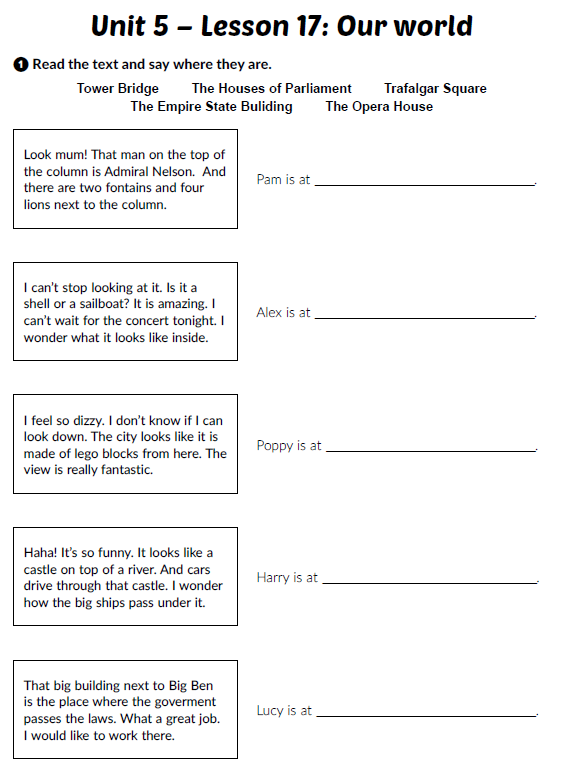 Unit 5 – Lesson 17: Our world
1 Read the text and say where they are.
Tower Bridge The Houses of Parliament Trafalgar Square
The Empire State Buliding The Opera House
Look mum! That man on the top of
the column is Admiral Nelson. And
there are two fontains and four
lions next to the column.
Pam is at ______________________________.
I can't stop looking at it. Is it a
shell or a sailboat? It is amazing. I
can't wait for the concert tonight. I
wonder what it looks like inside.
Alex is at ______________________________.
I feel so dizzy. I don't know if I can
look down. The city looks like it is
made of lego blocks from here. The
view is really fantastic.
Poppy is at ______________________________.
Haha! It's so funny. It looks like a
castle on top of a river. And cars
drive through that castle. I wonder
how the big ships pass under it.
Harry is at ______________________________.
That big building next to Big Ben
is the place where the goverment
passes the laws. What a great job.
I would like to work there.
Lucy is at ______________________________.